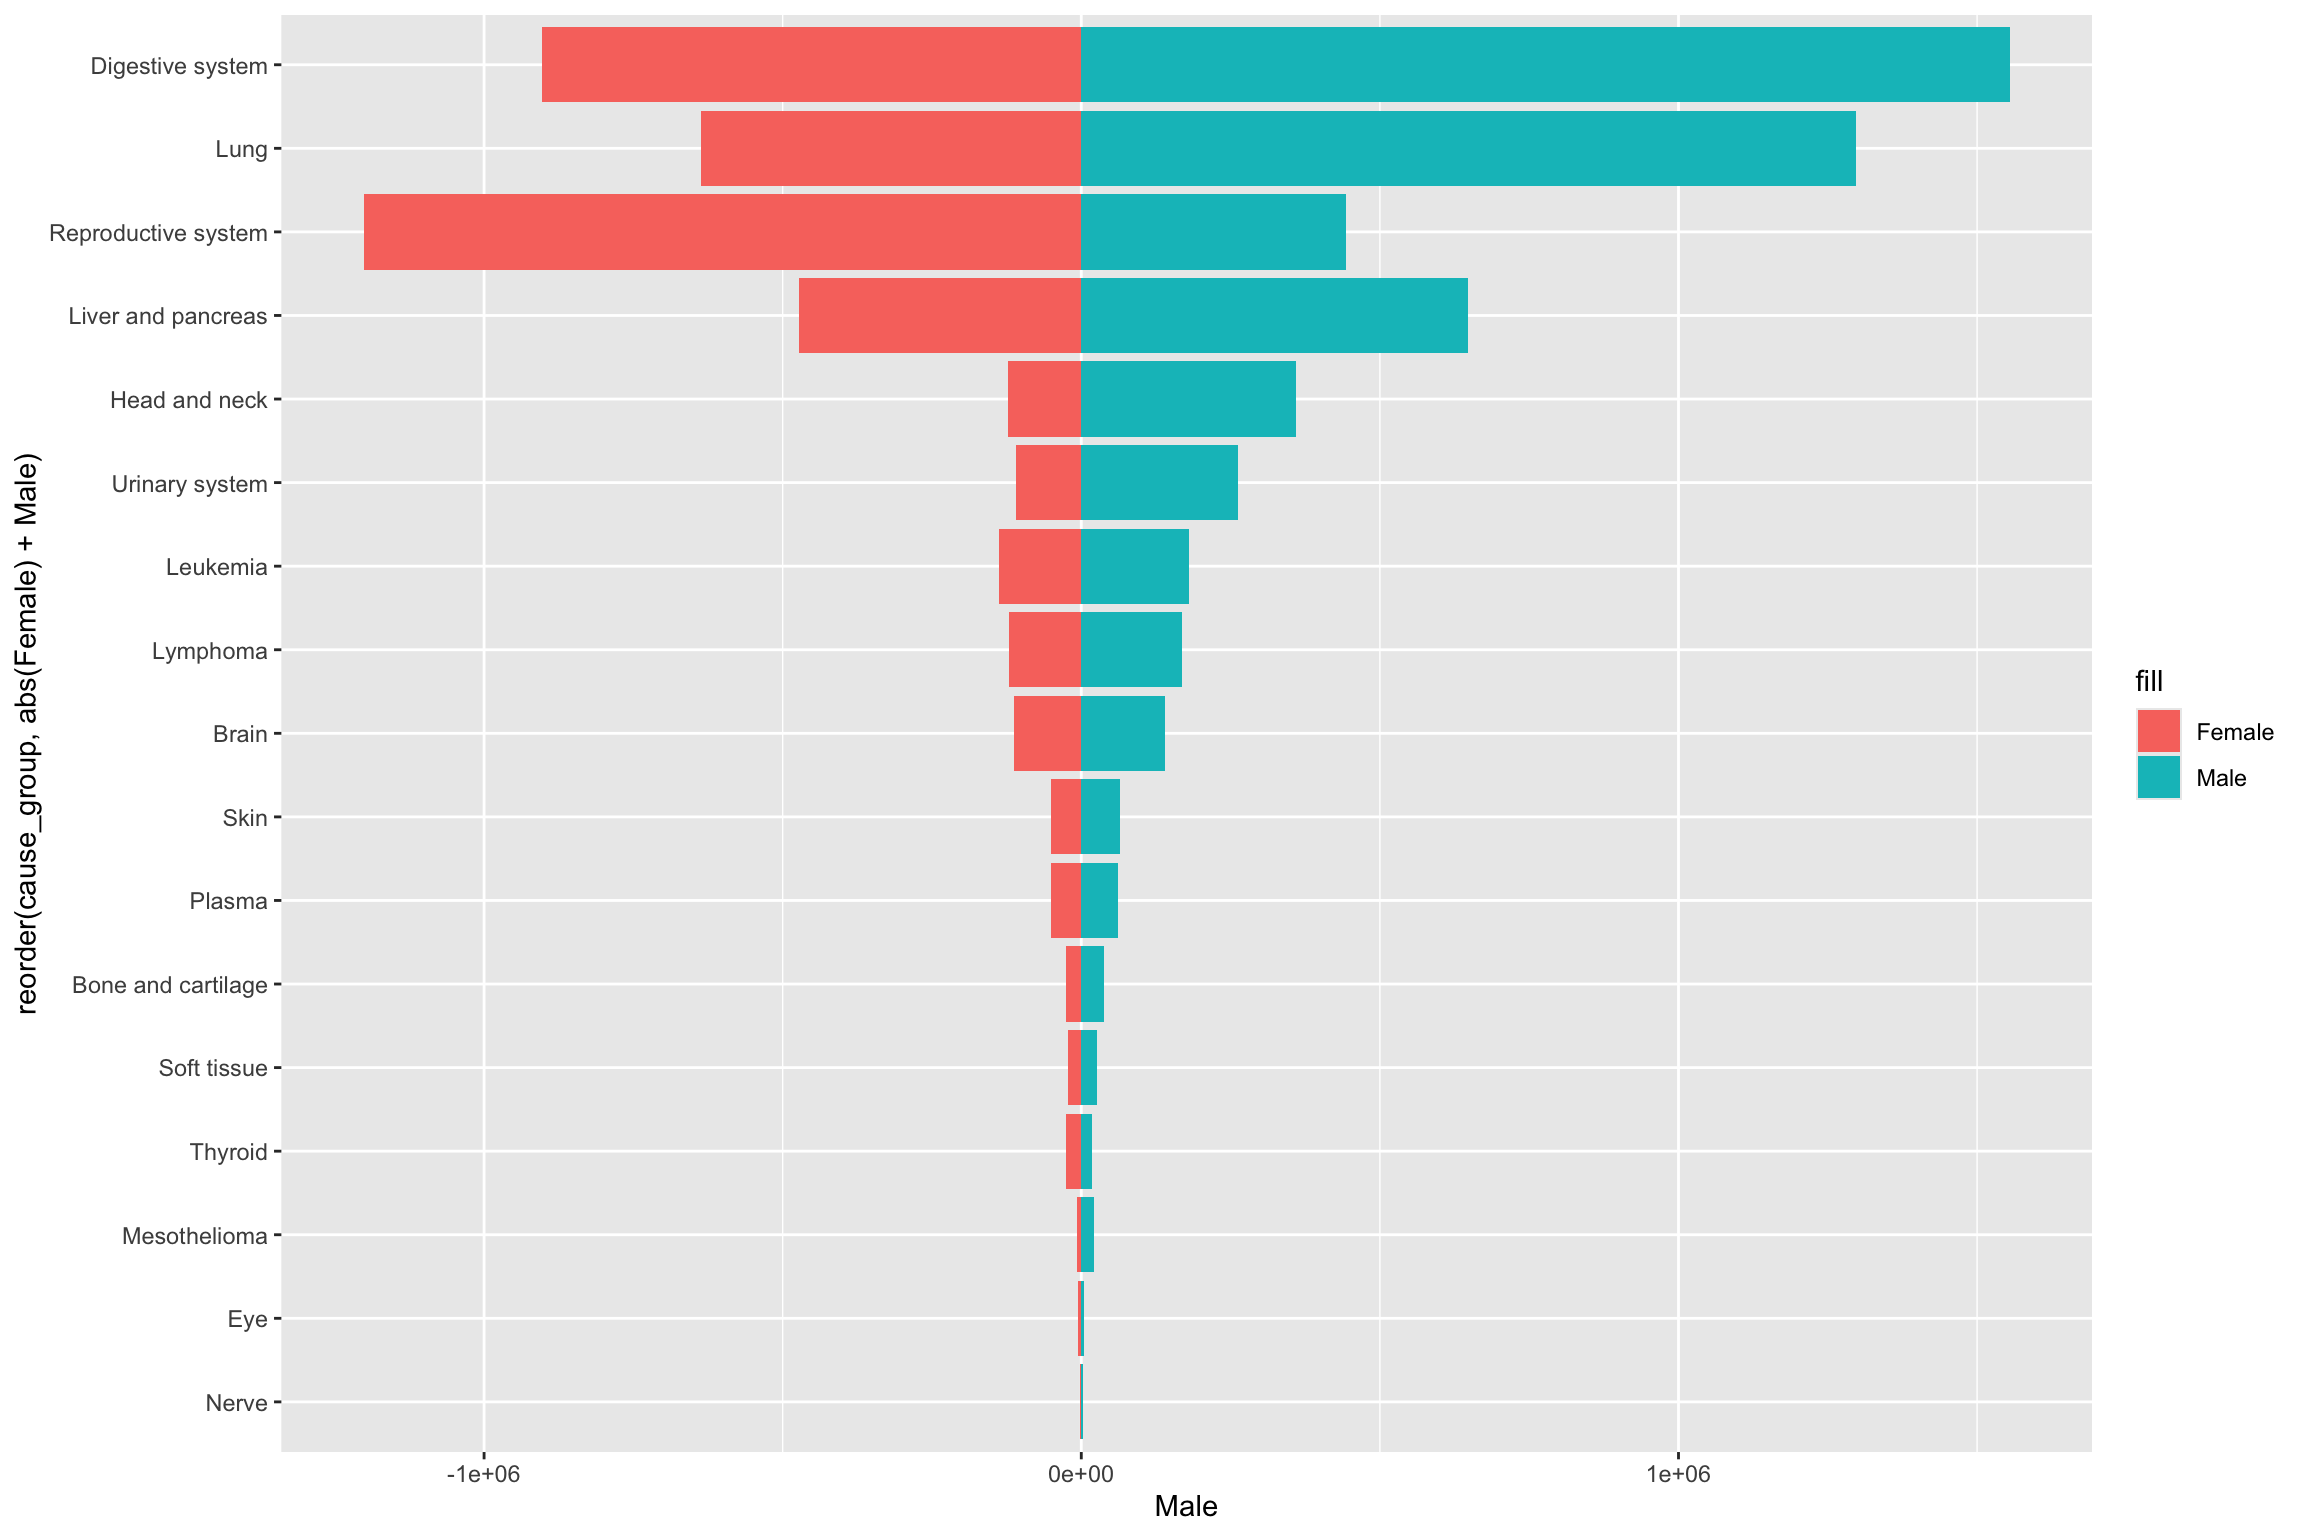 reorder(cause_group, abs(Female) + Male)
Digestive system
Lung
Reproductive system
Liver and pancreas
Head and neck
Urinary system
Leukemia
Lymphoma
Brain
Skin
Plasma
Bone and cartilage
Soft tissue
Thyroid
Mesothelioma
Eye
Nerve
-1e+06 0e+00 1e+06
Male
fill
Female
Male